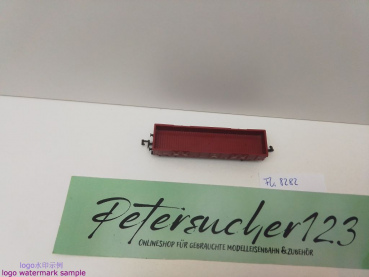 Fl. 8282
Petersucher123
ONLINESHOP FÜR GEBRAUCHTE MODELLEISENBAHN & ZUBEHÖR
logo水印示例
logo watermark sample